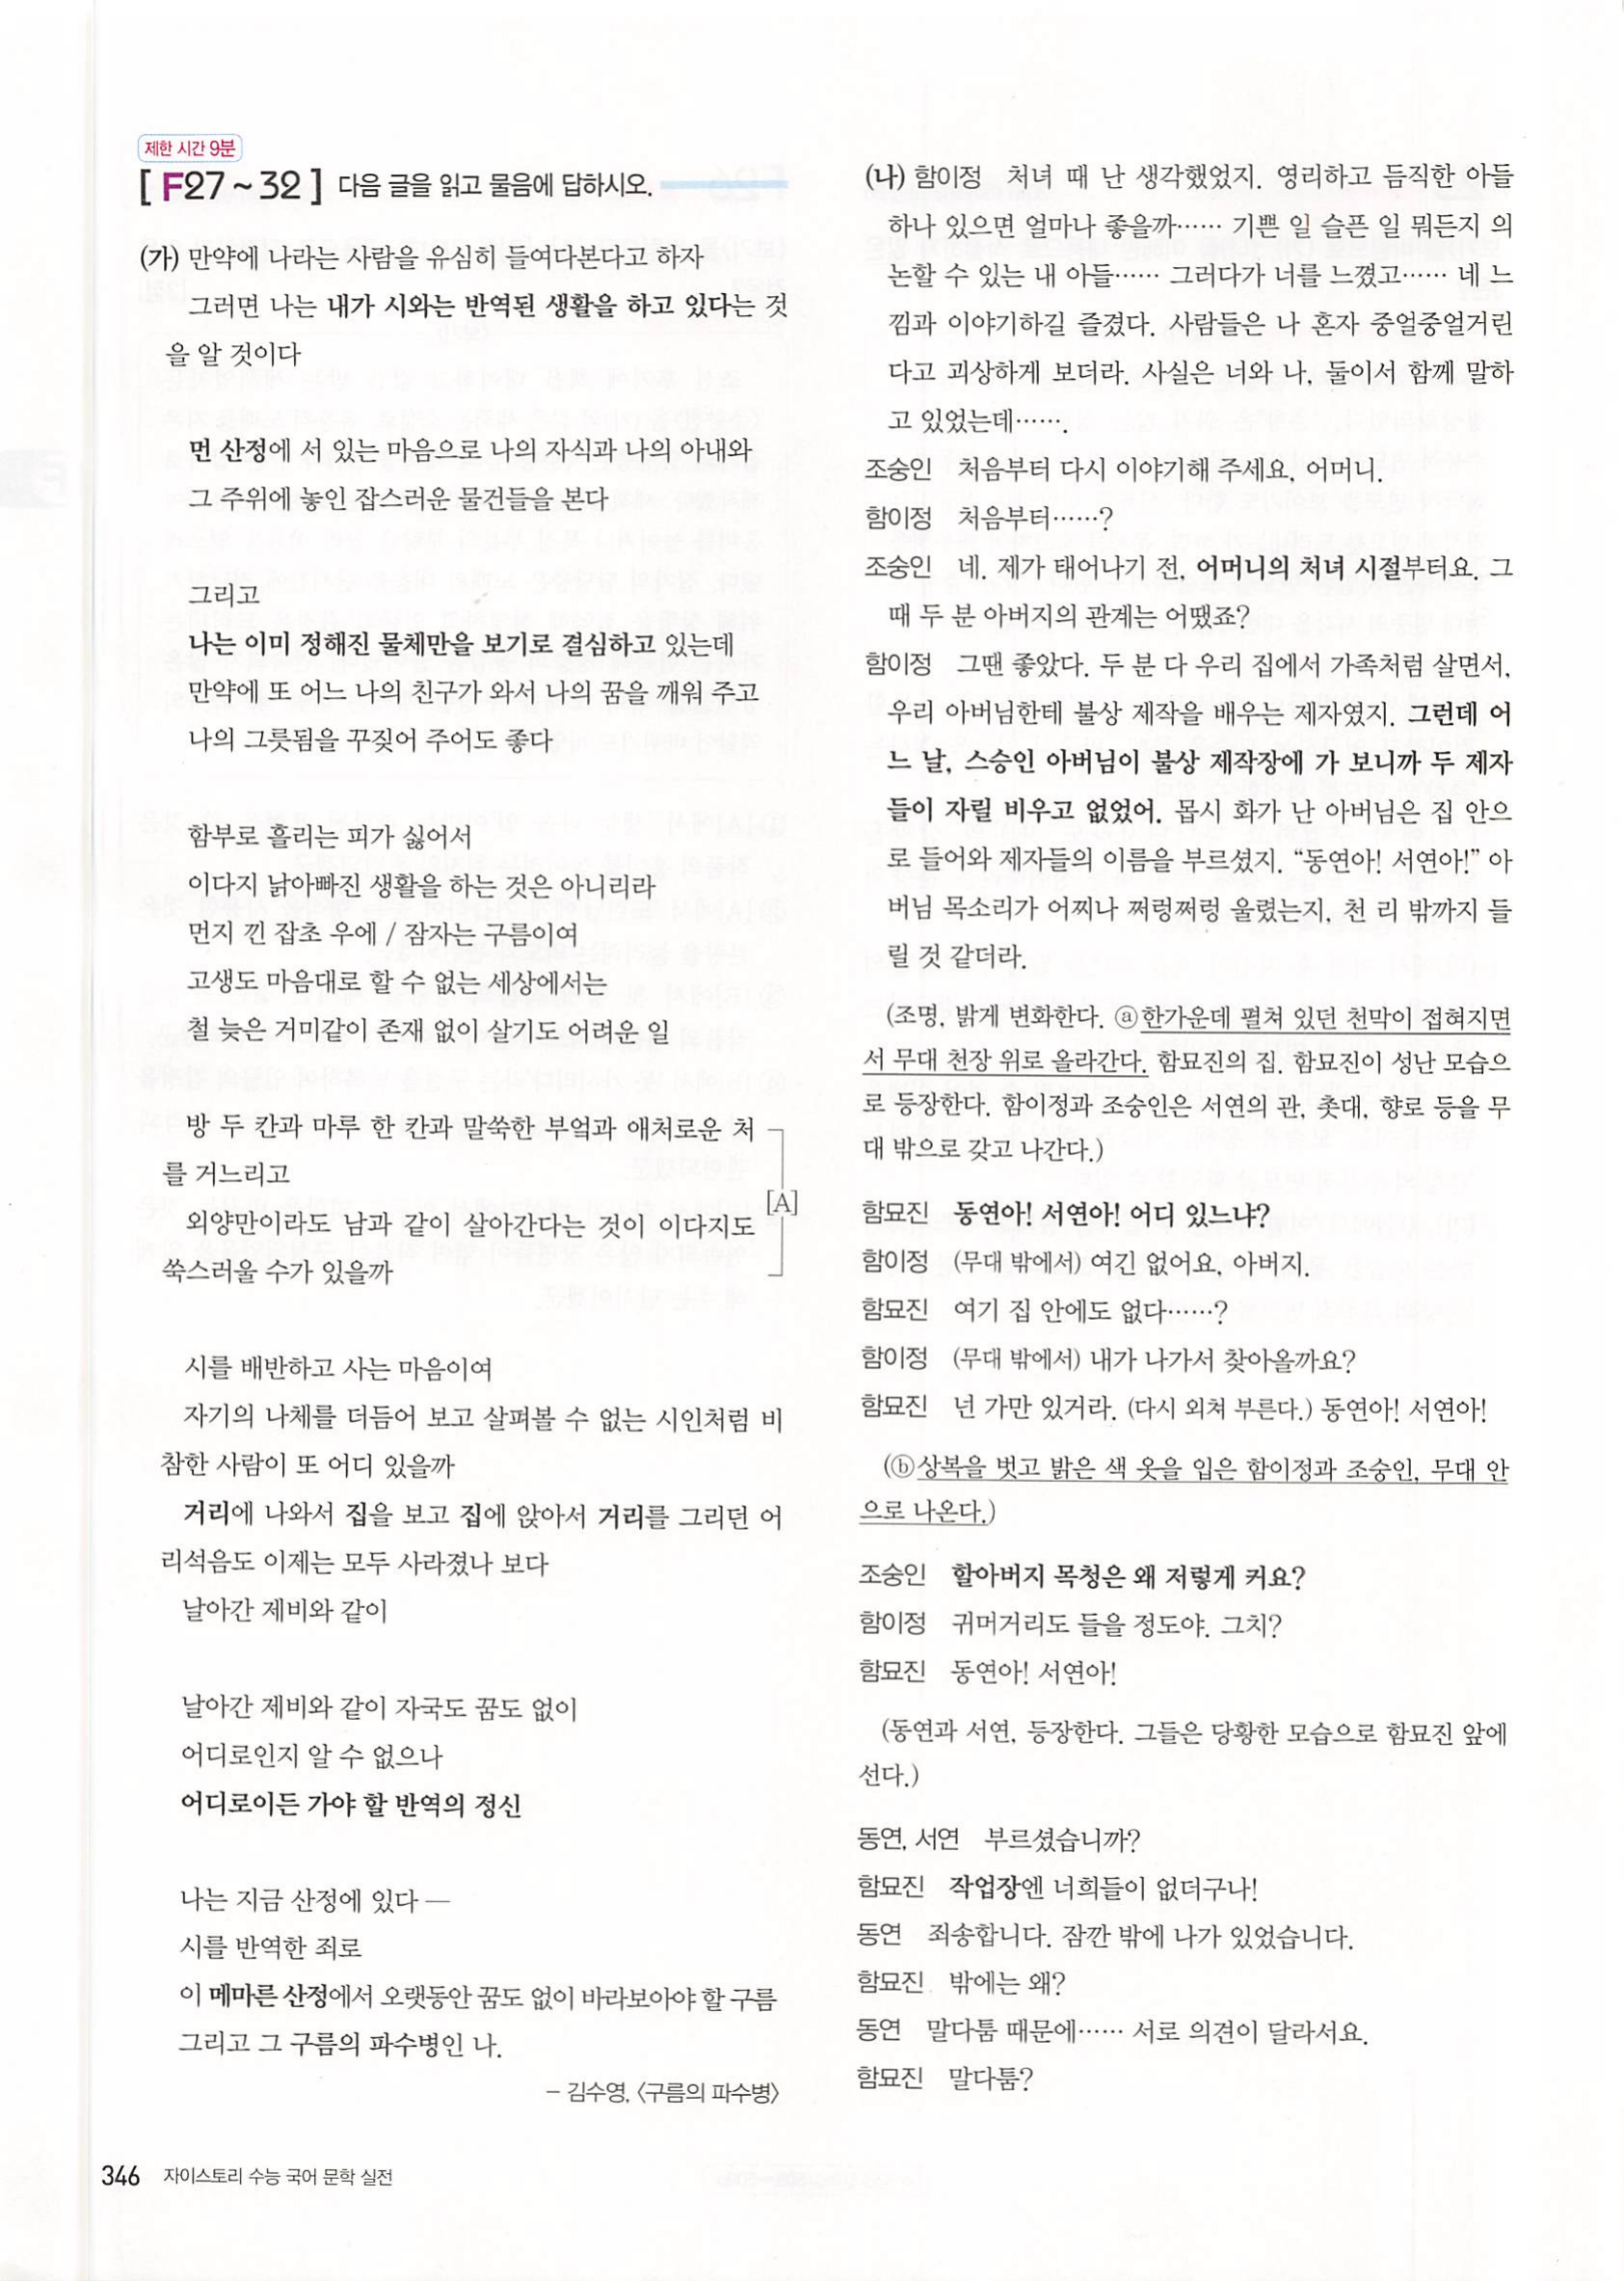 제한 시간 9분
[ F27 ~ 32 ] 다음 글을 읽고 물음에 답하시오.
(가) 만약에 나라는 사람을 유심히 들여다본다고 하자
그러면 나는 내가 시와는 반역된 생활을 하고 있다는 것
을 알 것이다
먼 산정에 서 있는 마음으로 나의 자식과 나의 아내와
그 주위에 놓인 잡스러운 물건들을 본다
그리고
나는 이미 정해진 물체만을 보기로 결심하고 있는데
만약에 또 어느 나의 친구가 와서 나의 꿈을 깨워 주고
나의 그릇됨을 꾸짖어 주어도 좋다
함부로 흘리는 피가 싫어서
이다지 낡아빠진 생활을 하는 것은 아니리라
먼지 낀 잡초 우에 / 잠자는 구름이여
고생도 마음대로 할 수 없는 세상에서는
철 늦은 거미같이 존재 없이 살기도 어려운 일
방 두 칸과 마루 한 칸과 말쑥한 부엌과 애처로운 처
를 거느리고
외양만이라도 남과 같이 살아간다는 것이 이다지도
쑥스러울 수가 있을까
[A]
시를 배반하고 사는 마음이여
자기의 나체를 더듬어 보고 살펴볼 수 없는 시인처럼 비
참한 사람이 또 어디 있을까
거리에 나와서 집을 보고 집에 앉아서 거리를 그리던 어
리석음도 이제는 모두 사라졌나 보다
날아간 제비와 같이
날아간 제비와 같이 자국도 꿈도 없이
어디로인지 알 수 없으나
어디로이든 가야 할 반역의 정신
나는 지금 산정에 있다 ―
시를 반역한 죄로
이 메마른 산정에서 오랫동안 꿈도 없이 바라보아야 할 구름
그리고 그 구름의 파수병인 나.
– 김수영, 〈구름의 파수병〉
346 자이스토리 수능 국어 문학 실전
(나) 함이정 처녀 때 난 생각했었지. 영리하고 듬직한 아들
하나 있으면 얼마나 좋을까…… 기쁜 일 슬픈 일 뭐든지 의
논할 수 있는 내 아들…… 그러다가 너를 느꼈고…… 네 느
낌과 이야기하길 즐겼다. 사람들은 나 혼자 중얼중얼거린
다고 괴상하게 보더라. 사실은 너와 나, 둘이서 함께 말하
고 있었는데…….
조숭인 처음부터 다시 이야기해 주세요, 어머니.
함이정 처음부터……?
조숭인 네. 제가 태어나기 전, 어머니의 처녀 시절부터요. 그
때 두 분 아버지의 관계는 어땠죠?
함이정 그땐 좋았다. 두 분 다 우리 집에서 가족처럼 살면서,
우리 아버님한테 불상 제작을 배우는 제자였지. 그런데 어
느 날, 스승인 아버님이 불상 제작장에 가 보니까 두 제자
들이 자릴 비우고 없었어. 몹시 화가 난 아버님은 집 안으
로 들어와 제자들의 이름을 부르셨지. “동연아! 서연아!” 아
버님 목소리가 어찌나 쩌렁쩌렁 울렸는지, 천 리 밖까지 들
릴 것 같더라.
(조명, 밝게 변화한다. ⓐ한가운데 펼쳐 있던 천막이 접혀지면
서 무대 천장 위로 올라간다. 함묘진의 집. 함묘진이 성난 모습으
로 등장한다. 함이정과 조숭인은 서연의 관, 촛대, 향로 등을 무
대 밖으로 갖고 나간다.)
함묘진 동연아! 서연아! 어디 있느냐?
함이정 (무대 밖에서) 여긴 없어요, 아버지.
함묘진 여기 집 안에도 없다……?
함이정 (무대 밖에서) 내가 나가서 찾아올까요?
함묘진 넌 가만 있거라. (다시 외쳐 부른다.) 동연아! 서연아!
(ⓑ상복을 벗고 밝은 색 옷을 입은 함이정과 조숭인, 무대 안
으로 나온다.)
조숭인 할아버지 목청은 왜 저렇게 커요?
함이정 귀머거리도 들을 정도야. 그치?
함묘진 동연아! 서연아!
(동연과 서연, 등장한다. 그들은 당황한 모습으로 함묘진 앞에
선다.)
동연, 서연 부르셨습니까?
함묘진 작업장엔 너희들이 없더구나!
동연 죄송합니다. 잠깐 밖에 나가 있었습니다.
함묘진 밖에는 왜?
동연 말다툼 때문에…… 서로 의견이 달라서요.
함묘진 말다툼?